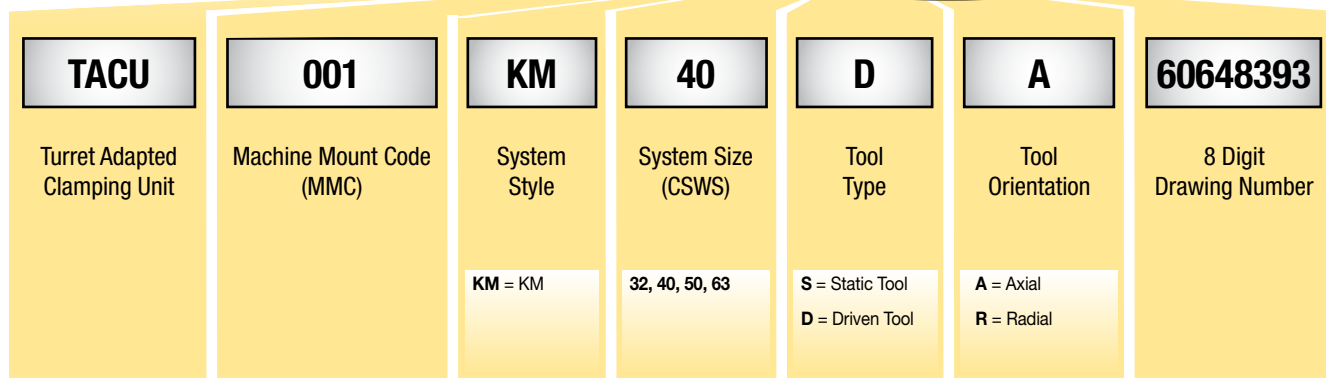 TACU
001
KM
40
D
A
60648393
Turret Adapted
Clamping Unit
Machine Mount Code
(MMC)
System
Style
System Size
(CSWS)
Tool
Type
Tool
Orientation
8 Digit
Drawing Number
KM = KM
32, 40, 50, 63
S = Static Tool
D = Driven Tool
A = Axial
R = Radial